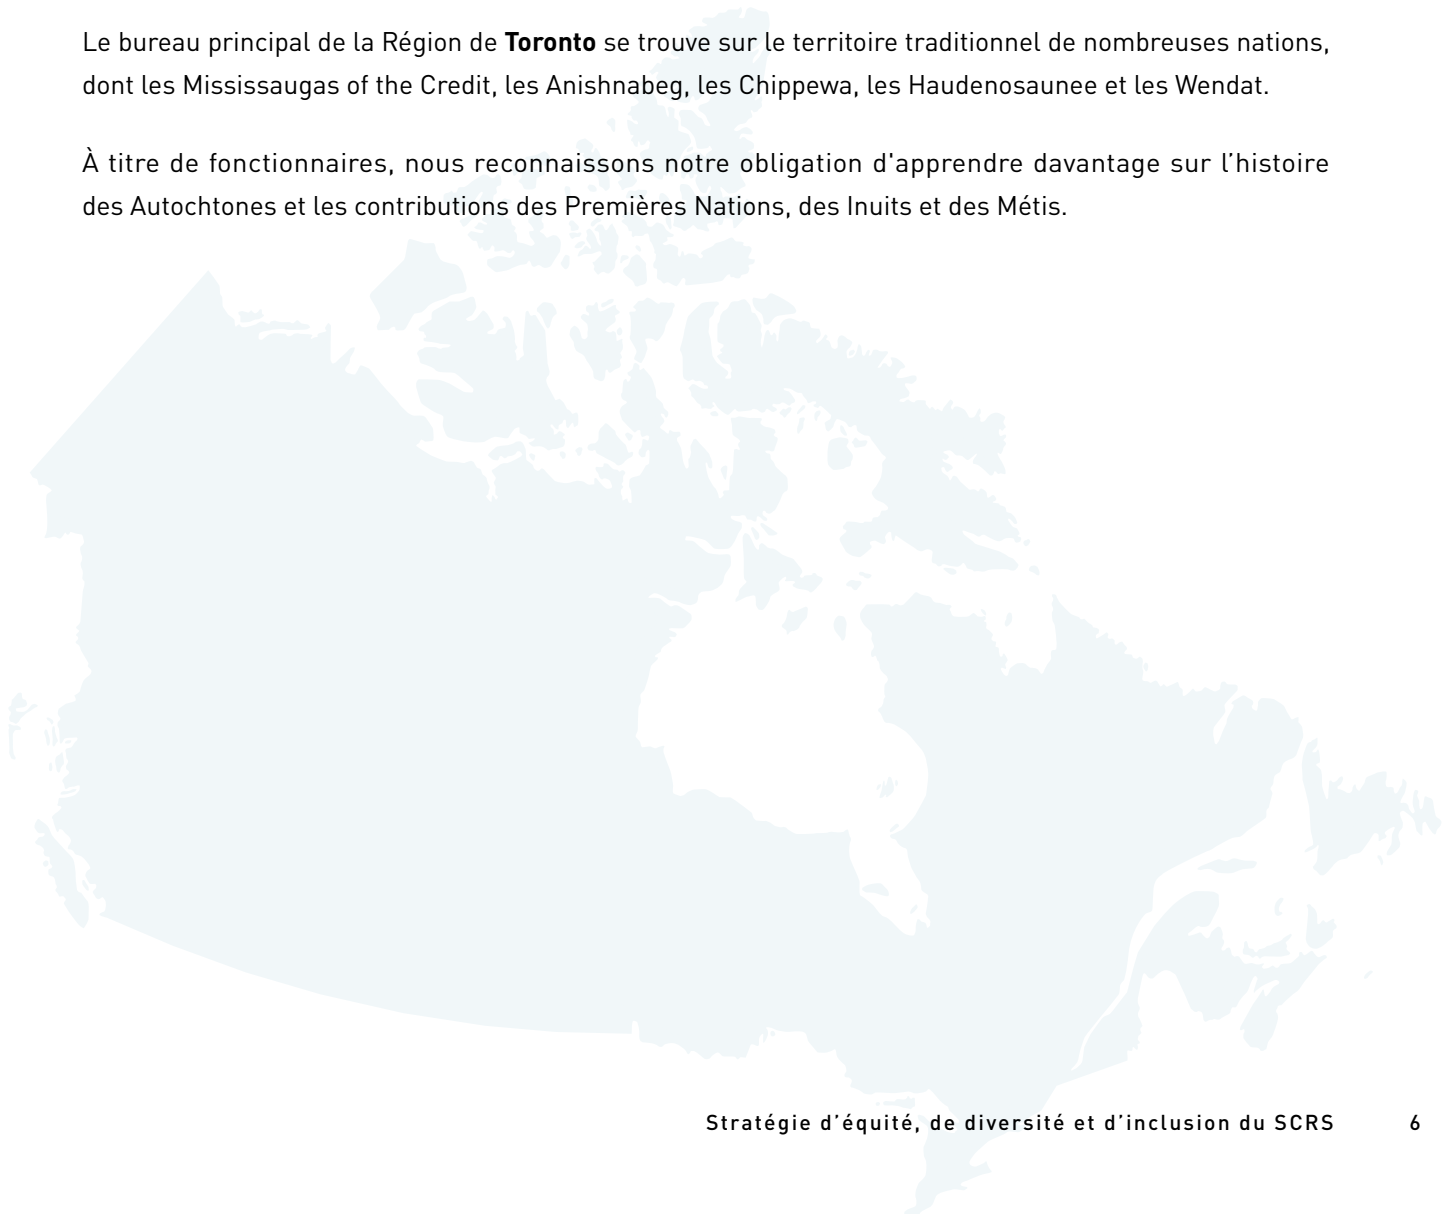 Le bureau principal de la Région de Toronto se trouve sur le territoire traditionnel de nombreuses nations,
dont les Mississaugas of the Credit, les Anishnabeg, les Chippewa, les Haudenosaunee et les Wendat.
À titre de fonctionnaires, nous reconnaissons notre obligation d'apprendre davantage sur l’histoire
des Autochtones et les contributions des Premières Nations, des Inuits et des Métis.
Stratégie d’équité, de diversité et d’inclusion du SCRS 6